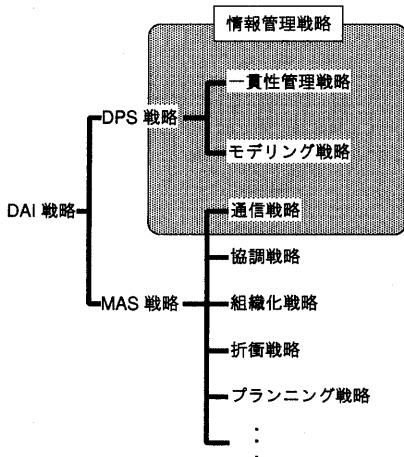 情報管理戦略
一貫性管理戦略
DPS 戦略
モデリング戦略
DAI 戦略
通信戦略
協調戦略
MAS 戦略
組織化戦略
折衝戦略
プランニング戦略
：